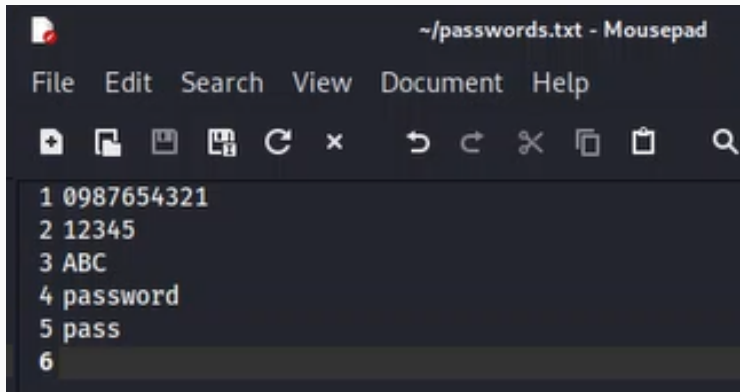 ~/passwords.txt - Mousepad
File Edit Search View Document Help
1 0987654321
2 12345
3 ABC
4 password
5 pass
6